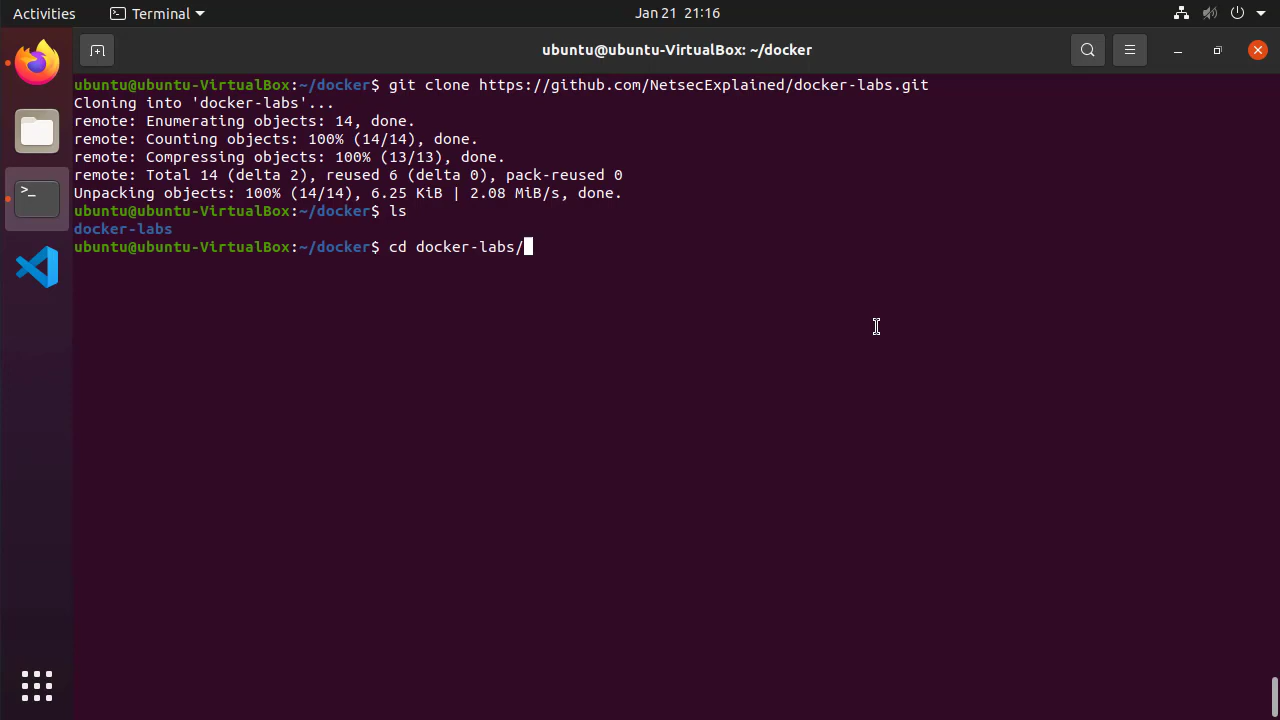 Activities
Terminal
Jan 21 21:16
ubuntu@ubuntu-VirtualBox: ~/docker
ubuntu@ubuntu-VirtualBox:~/docker$ git clone https://github.com/NetsecExplained/docker-labs.git
Cloning into 'docker-labs'...
remote: Enumerating objects: 14, done.
remote: Counting objects: 100% (14/14), done.
remote: Compressing objects: 100% (13/13), done.
remote: Total 14 (delta 2), reused 6 (delta 0), pack-reused 0
Unpacking objects: 100% (14/14), 6.25 KiB | 2.08 MiB/s, done.
ubuntu@ubuntu-VirtualBox:~/docker$ ls
docker-labs
ubuntu@ubuntu-VirtualBox:~/docker$ cd docker-labs/